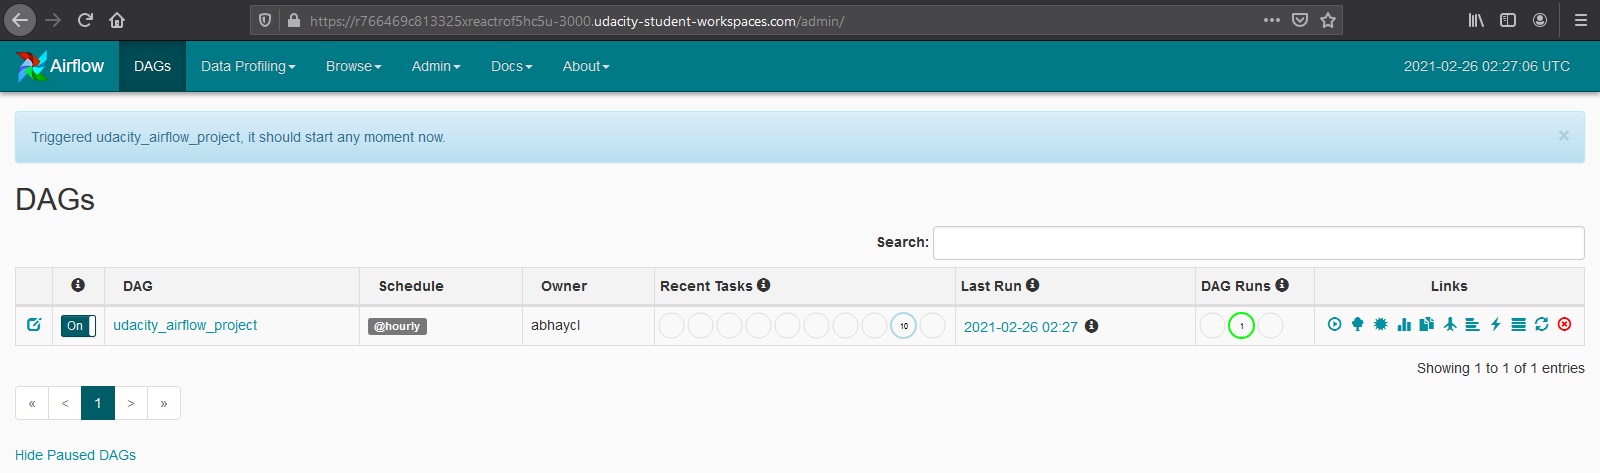 https://r766469c813325xreactrof5hc5u-3000.udacity-student-workspaces.com/admin/
Airflow DAGs Data Profiling Browse Admin Docs About 2021-02-26 02:27:06 UTC
Triggered udacity_airflow_project, it should start any moment now. ×
DAGs
Search:
DAG Schedule Owner Recent Tasks Last Run DAG Runs Links
On udacity_airflow_project @hourly abhaycl 10 2021-02-26 02:27 1
Showing 1 to 1 of 1 entries
« < 1 > »
Hide Paused DAGs